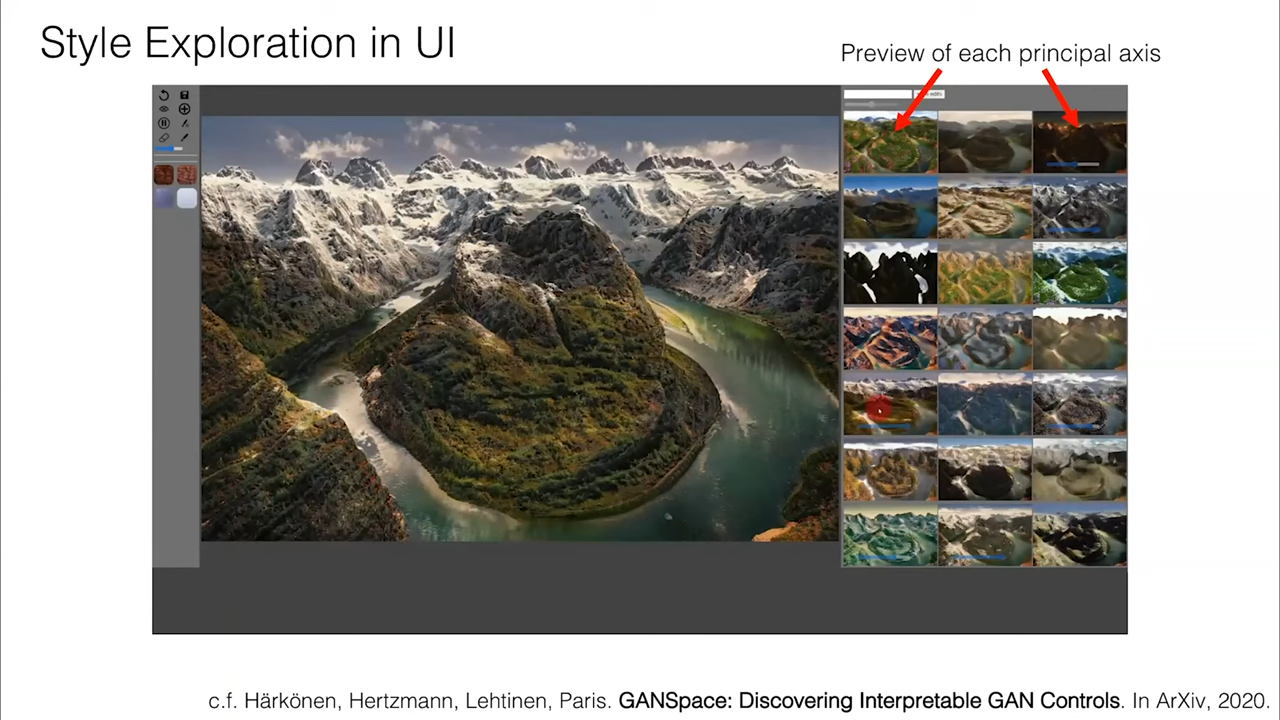 Style Exploration in UI
Preview of each principal axis
c.f. Härkönen, Hertzmann, Lehtinen, Paris. GANSpace: Discovering Interpretable GAN Controls. In ArXiv, 2020.